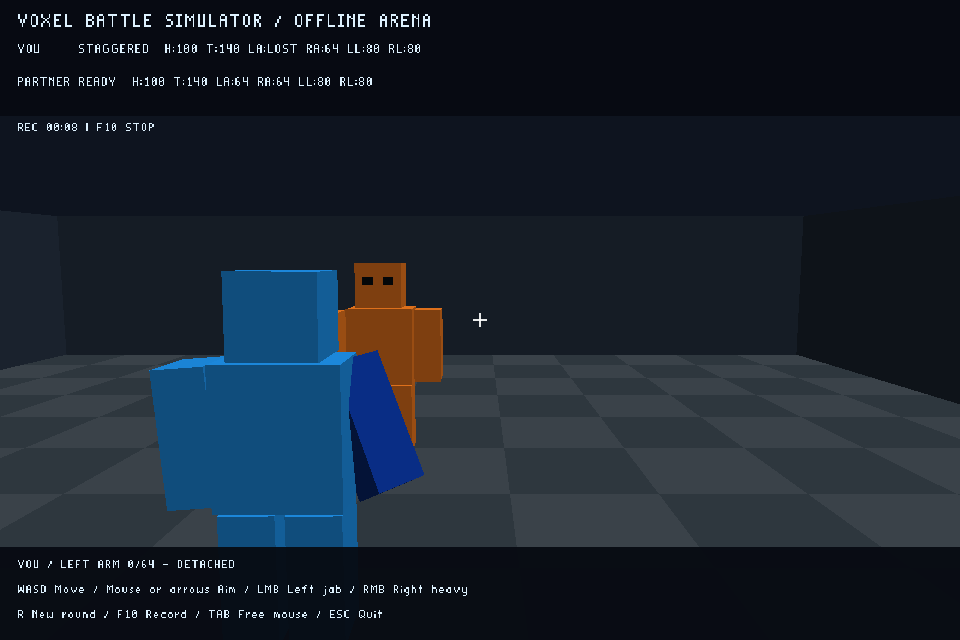 VOXEL BATTLE SIMULATOR / OFFLINE ARENA
YOU STAGGERED H:100 T:140 LA:LOST RA:64 LL:80 RL:80
PARTNER READY H:100 T:140 LA:64 RA:64 LL:80 RL:80
REC 00:08 | F10 STOP
YOU / LEFT ARM 0/64 - DETACHED
WASD Move / Mouse or arrows Aim / LMB Left jab / RMB Right heavy
R New round / F10 Record / TAB Free mouse / ESC Quit